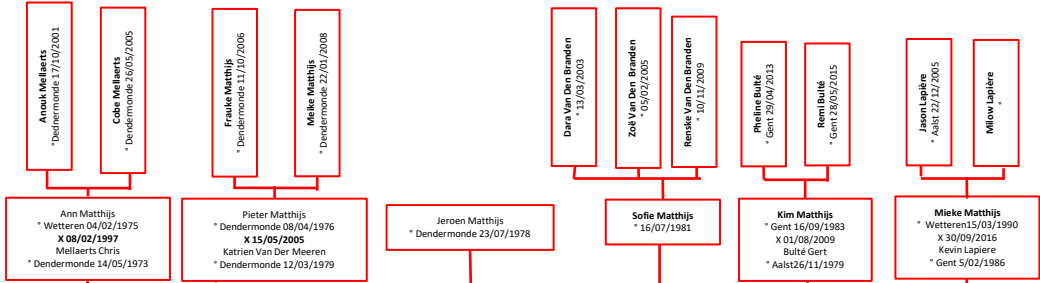 Anouk Mellaerts
°Dednermonde 17/10/2001
Cobe Mellaerts
° Dendermonde 26/05/2005
Frauke Matthijs
° Dendermonde 11/10/2006
Meike Matthijs
° Dendermonde 22/01/2008
Dara Van Den Branden
° 13/03/2003
Zoë Van Den Branden
° 05/02/2005
Renske Van Den Branden
° 10/11/2009
Pheline Bulté
° Gent 29/04/2013
Remi Bulté
° Gent 28/05/2015
Jason Lapière
° Aalst 22/12/2005
Milow Lapière
°
Ann Matthijs
° Wetteren 04/02/1975
X 08/02/1997
Mellaerts Chris
° Dendermonde 14/05/1973
Pieter Matthijs
° Dendermonde 08/04/1976
X 15/05/2005
Katrien Van Der Meeren
° Dendermonde 12/03/1979
Jeroen Matthijs
° Dendermonde 23/07/1978
Sofie Matthijs
° 16/07/1981
Kim Matthijs
° Gent 16/09/1983
X 01/08/2009
Bulté Gert
° Aalst26/11/1979
Mieke Matthijs
° Wetteren15/03/1990
X 30/09/2016
Kevin Lapiere
° Gent 5/02/1986